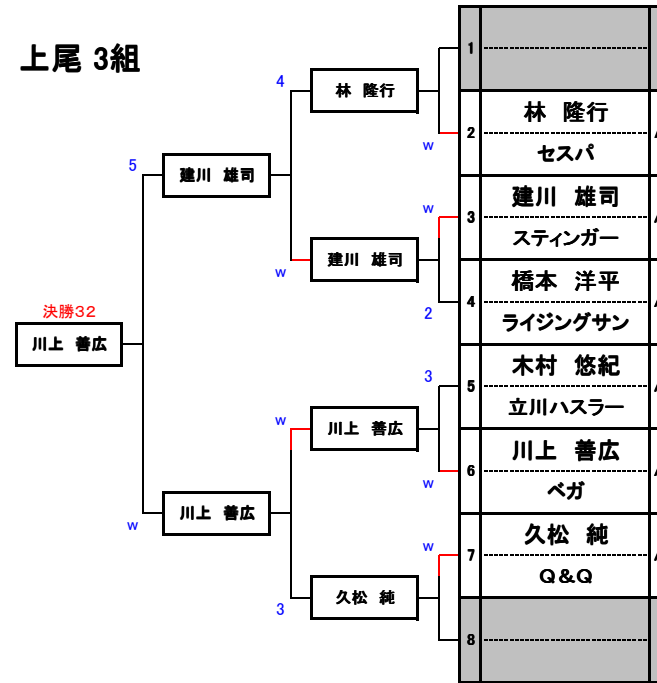 上尾 3組
1
4
林 隆行
林 隆行
w
2
セスパ
5
建川 雄司
w
建川 雄司
3
スティンガー
建川 雄司
w
橋本 洋平
2
4
ライジングサン
決勝32
川上 善広
3
木村 悠紀
5
立川ハスラー
w
川上 善広
川上 善広
w
6
ベガ
川上 善広
w
w
久松 純
7
Q&Q
久松 純
3
8